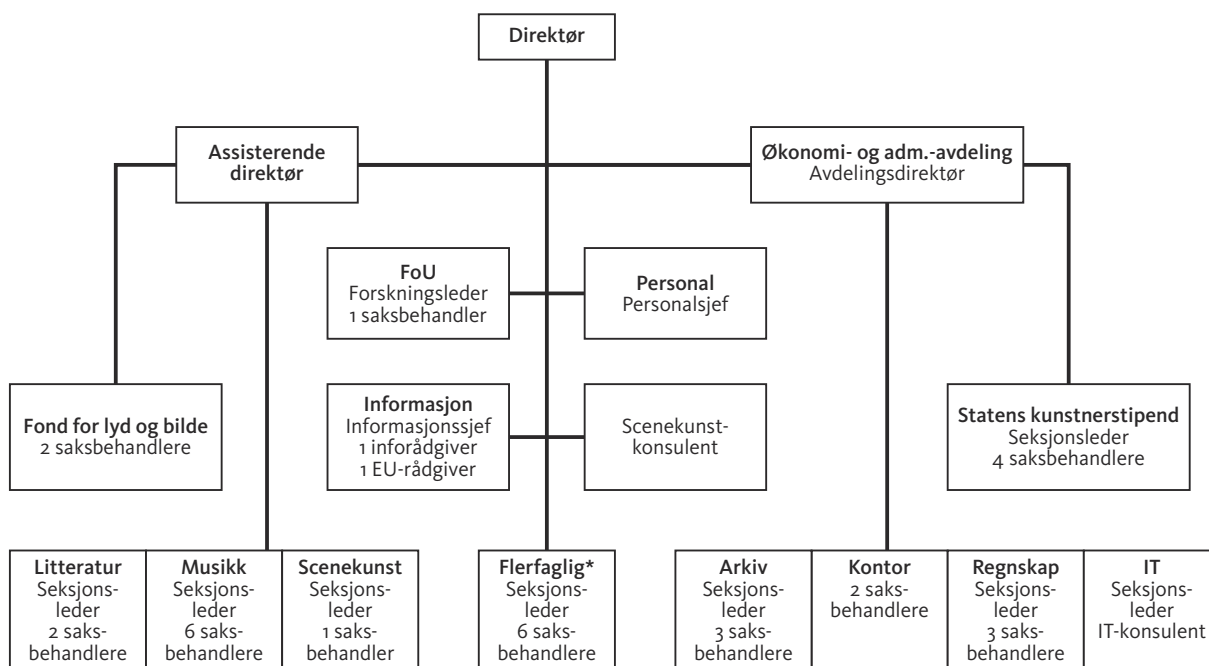 Direktør
Assisterende
direktør
Økonomi- og adm.-avdeling
Avdelingsdirektør
FoU
Forskningsleder
1 saksbehandler
Personal
Personalsjef
Fond for lyd og bilde
2 saksbehandlere
Informasjon
Informasjonssjef
1 inforådgiver
1 EU-rådgiver
Scenekunst-
konsulent
Statens kunstnerstipend
Seksjonsleder
4 saksbehandlere
Litteratur
Seksjons-
leder
2 saks-
behandlere
Musikk
Seksjons-
leder
6 saks-
behandlere
Scenekunst
Seksjons-
leder
1 saks-
behandler
Flerfaglig*
Seksjons-
leder
6 saks-
behandlere
Arkiv
Seksjons-
leder
3 saks-
behandlere
Kontor
2 saks-
behandlere
Regnskap
Seksjons-
leder
3 saks-
behandlere
IT
Seksjons-
leder
IT-konsulent